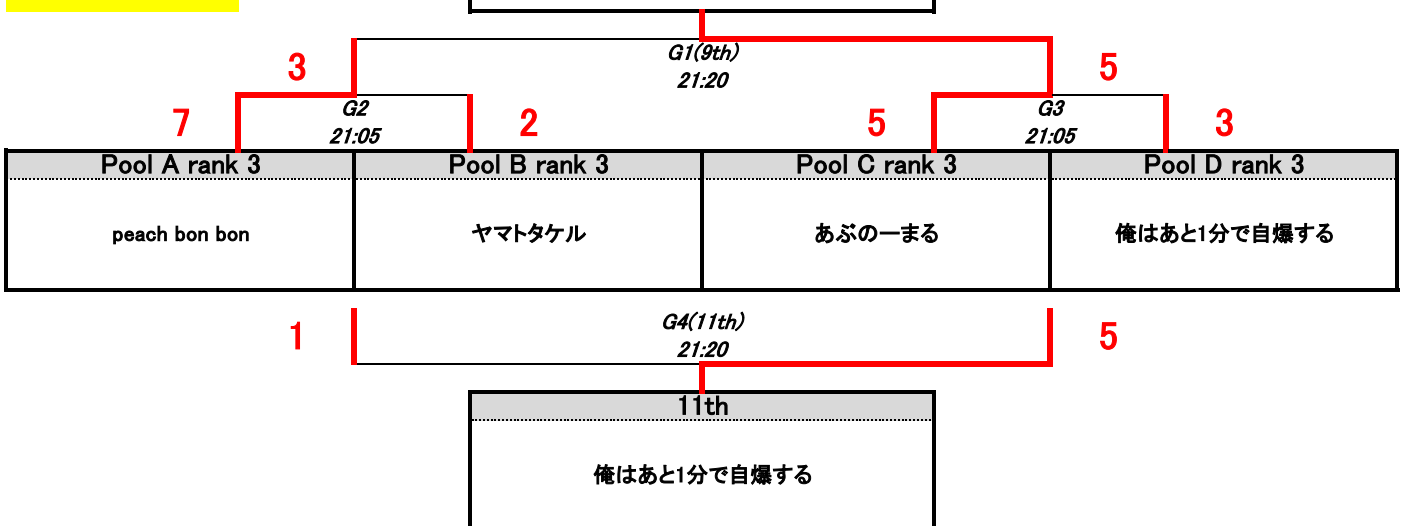 G1(9th)
3 5
21:20
G2 G3
7 2 5 3
21:05 21:05
Pool A rank 3 Pool B rank 3 Pool C rank 3 Pool D rank 3
peach bon bon ヤマトタケル あぶのーまる 俺はあと1分で自爆する
G4(11th)
1 5
21:20
11th
俺はあと1分で自爆する